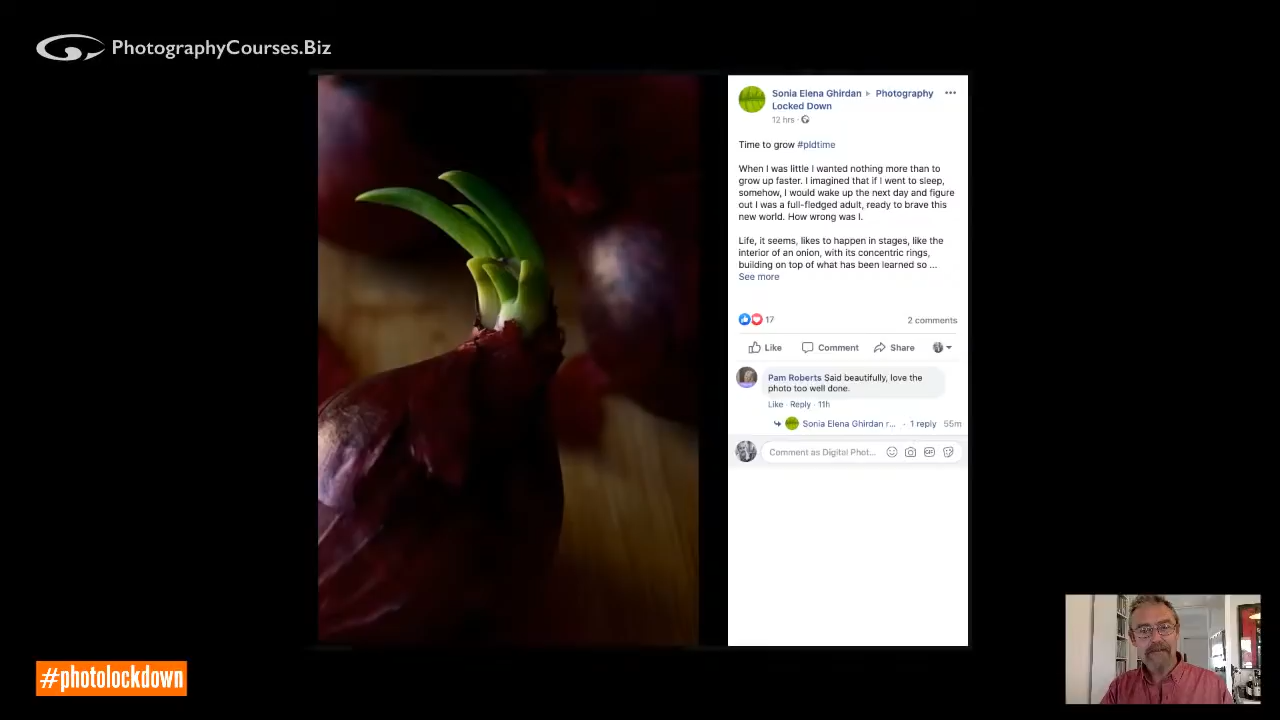 PhotographyCourses.Biz
Sonia Elena Ghirdan ▸ Photography
Locked Down
12 hrs ·
Time to grow #pldtime
When I was little I wanted nothing more than to
grow up faster. I imagined that if I went to sleep,
somehow, I would wake up the next day and figure
out I was a full-fledged adult, ready to brave this
new world. How wrong was I.
Life, it seems, likes to happen in stages, like the
interior of an onion, with its concentric rings,
building on top of what has been learned so ...
See more
17
2 comments
Like
Comment
Share
Pam Roberts Said beautifully, love the
photo too well done.
Like · Reply · 11h
Sonia Elena Ghirdan r... · 1 reply 55m
Comment as Digital Phot...
GIF
#photolockdown